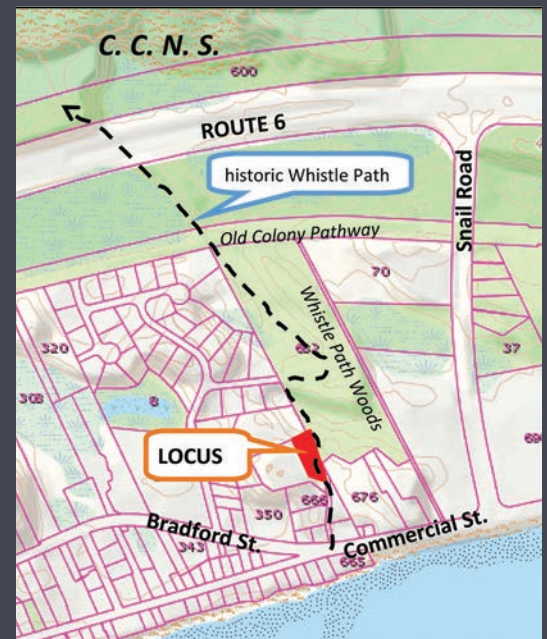 C. C. N. S.
600
ROUTE 6
historic Whistle Path
Snail Road
Old Colony Pathway
70
Whistle Path Woods
320
37
308
8
LOCUS
350
666
676
Bradford St.
343
Commercial St.
665